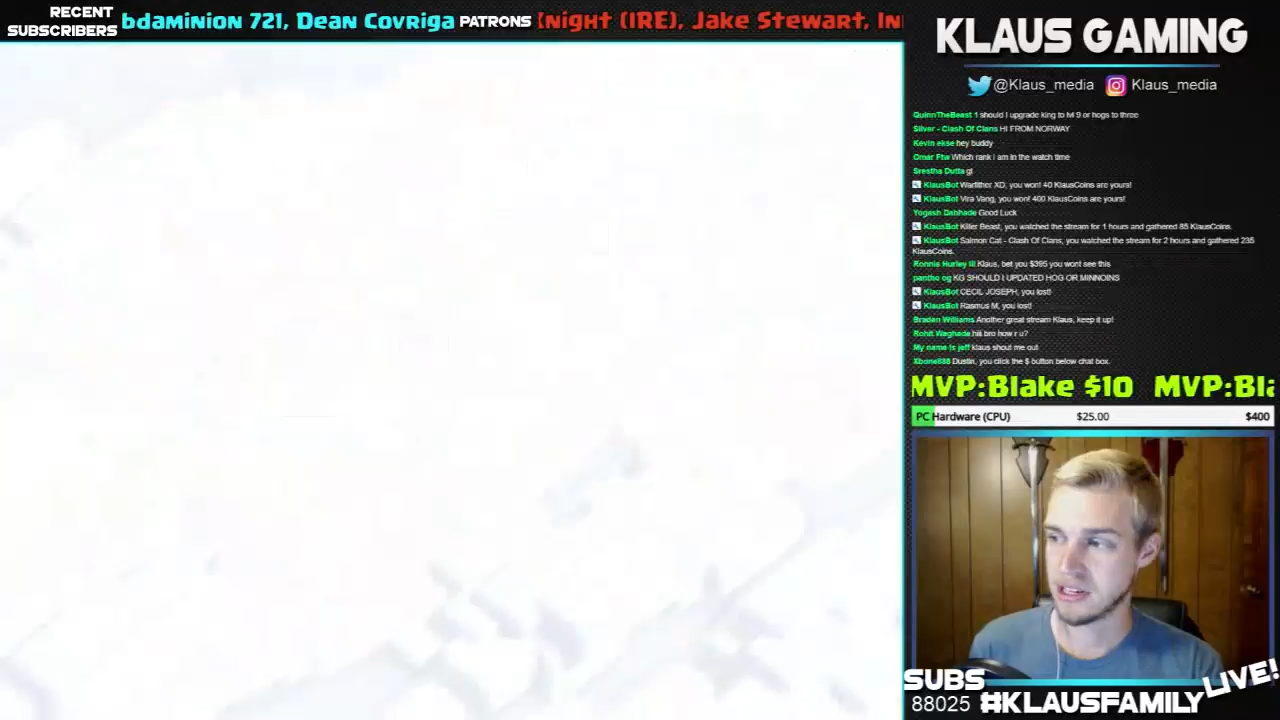 RECENT SUBSCRIBERS bdaminion 721, Dean Covriga PATRONS Knight (IRE), Jake Stewart, In
KLAUS GAMING
@Klaus_media Klaus_media
QuinnTheBeast 1 should I upgrade king to lvl 9 or hogs to three
Silver - Clash Of Clans HI FROM NORWAY
Kevin ekse hey buddy
Omar Ftw Which rank i am in the watch time
Srestha Dutta gt
KlausBot Warfither XD, you won! 40 KlausCoins are yours!
KlausBot Vira Vang, you won! 400 KlausCoins are yours!
Yogesh Dabhade Good Luck
KlausBot Killer Beast, you watched the stream for 1 hours and gathered 85 KlausCoins.
KlausBot Salmon Cat - Clash Of Clans, you watched the stream for 2 hours and gathered 235
KlausCoins.
Ronnie Hurley III Klaus, bet you $395 you wont see this
pantho og KG SHOULD I UPDATED HOG OR MINNOINS
KlausBot CECIL JOSEPH, you lost!
KlausBot Rasmus M, you lost!
Braden Williams Another great stream Klaus, keep it up!
Rohit Waghade hiii bro how r u?
My name is jeff klaus shout me out
Xbone888 Dustin, you click the $ button below chat box.
MVP:Blake $10 MVP:Bla
PC Hardware (CPU) $25.00 $400
SUBS
88025 #KLAUSFAMILY LIVE!